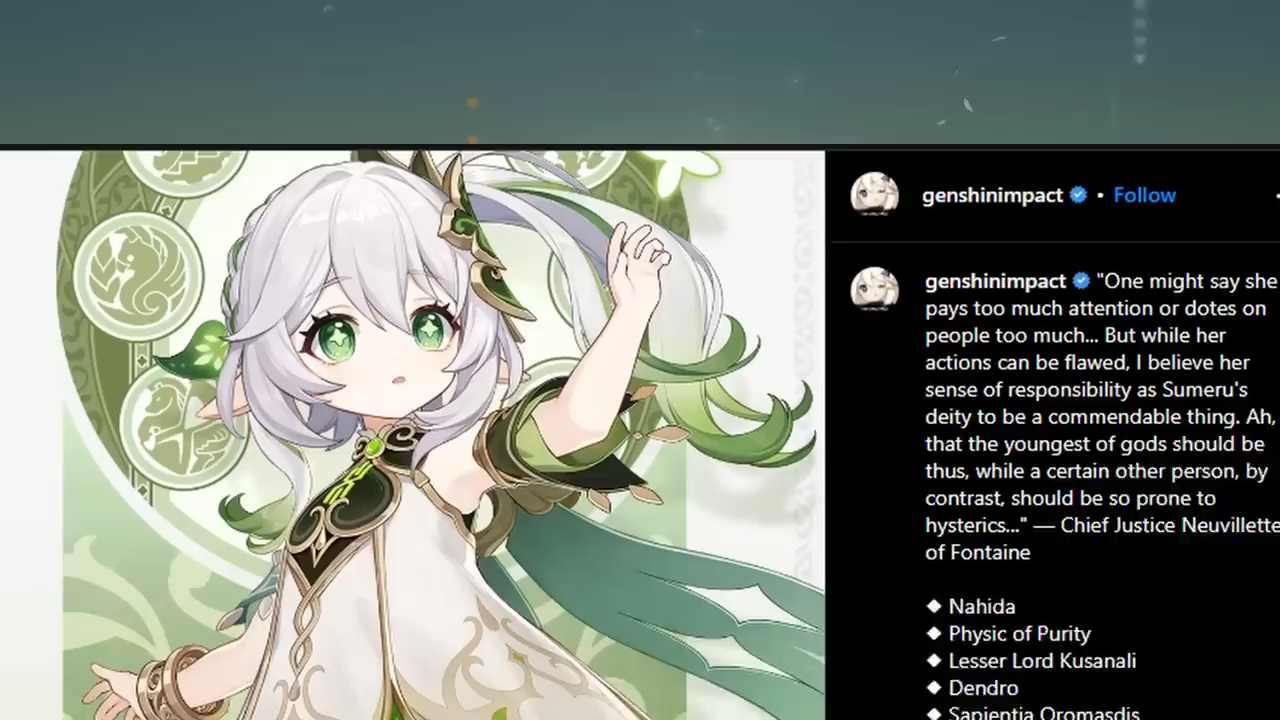 genshinimpact • Follow
genshinimpact "One might say she
pays too much attention or dotes on
people too much... But while her
actions can be flawed, I believe her
sense of responsibility as Sumeru's
deity to be a commendable thing. Ah,
that the youngest of gods should be
thus, while a certain other person, by
contrast, should be so prone to
hysterics..." — Chief Justice Neuvillette
of Fontaine
◆ Nahida
◆ Physic of Purity
◆ Lesser Lord Kusanali
◆ Dendro
◆ Sapientia Oromasdis